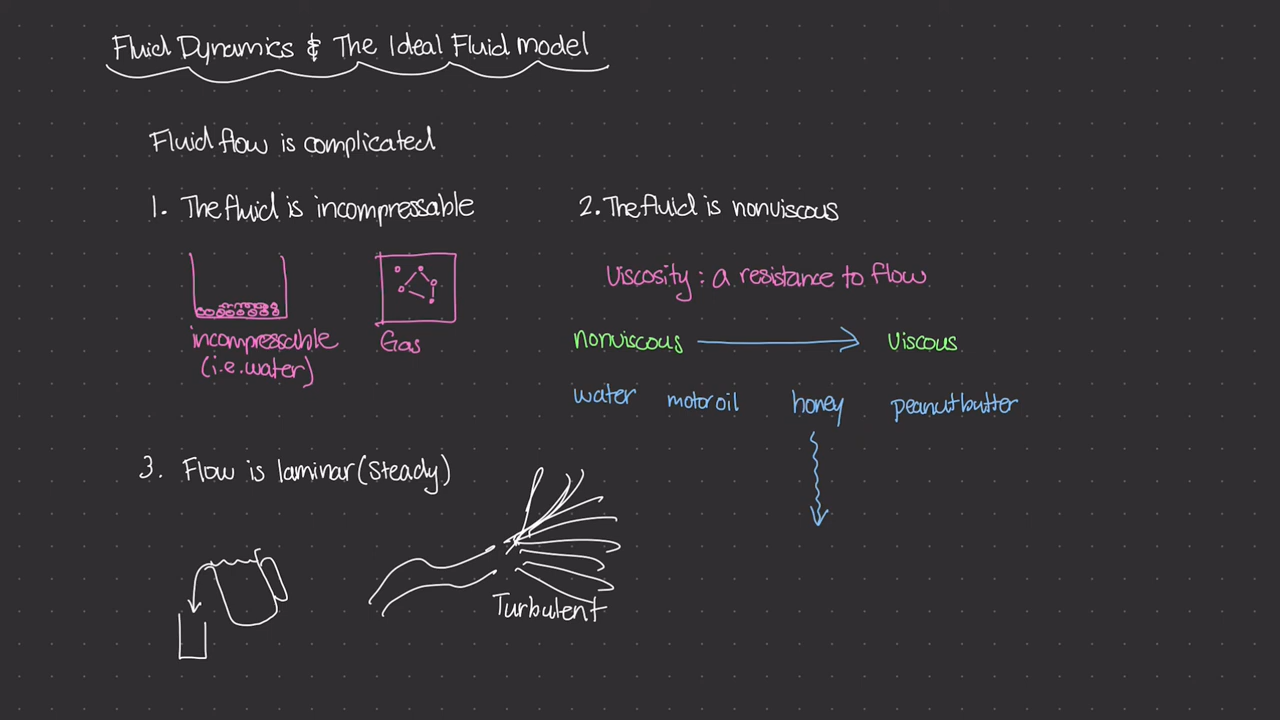 Fluid Dynamics & The Ideal Fluid model
Fluid flow is complicated
1. The fluid is incompressable
incompressable
(i.e. water)
Gas
2. The fluid is nonviscous
Viscosity : a resistance to flow
nonviscous
viscous
water motor oil honey peanut butter
3. Flow is laminar (Steady)
Turbulent